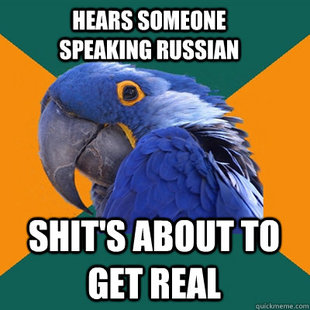 HEARS SOMEONE
SPEAKING RUSSIAN
SHIT'S ABOUT TO
GET REAL
quickmeme.com